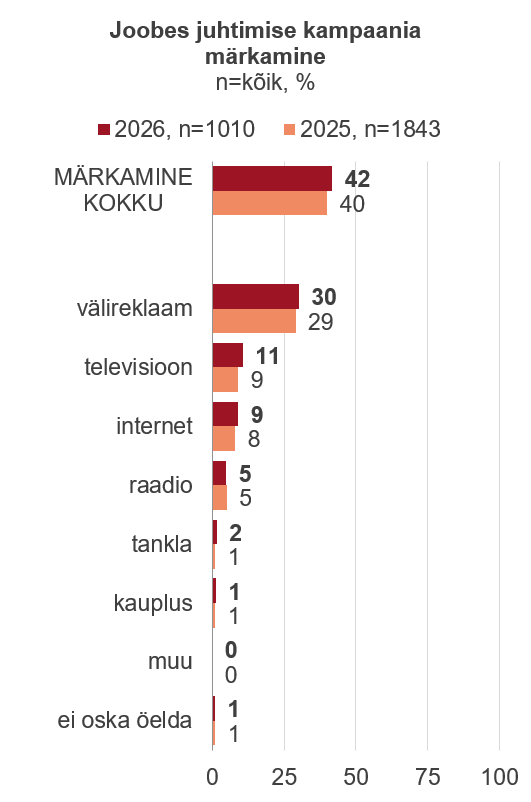 Joobes juhtimise kampaania
märkamine
n=kõik, %
2026, n=1010 2025, n=1843
MÄRKAMINE
KOKKU
42
40
välireklaam
30
29
televisioon
11
9
internet
9
8
raadio
5
5
tankla
2
1
kauplus
1
1
muu
0
0
ei oska öelda
1
1
0 25 50 75 100